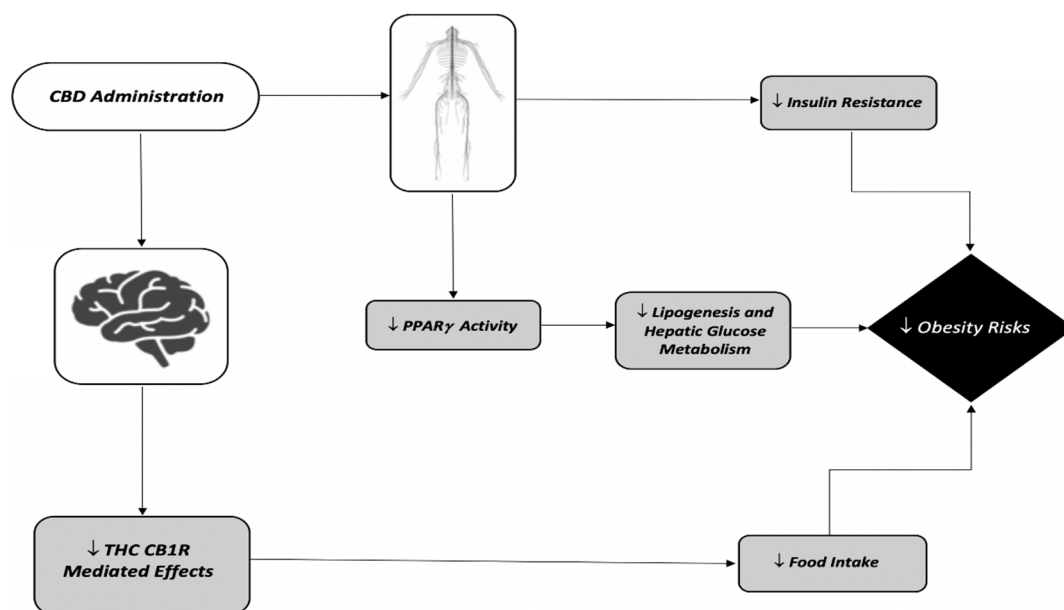 CBD Administration
↓ Insulin Resistance
↓ PPARγ Activity
↓ Lipogenesis and
Hepatic Glucose
Metabolism
↓ Obesity Risks
↓ THC CB1R
Mediated Effects
↓ Food Intake